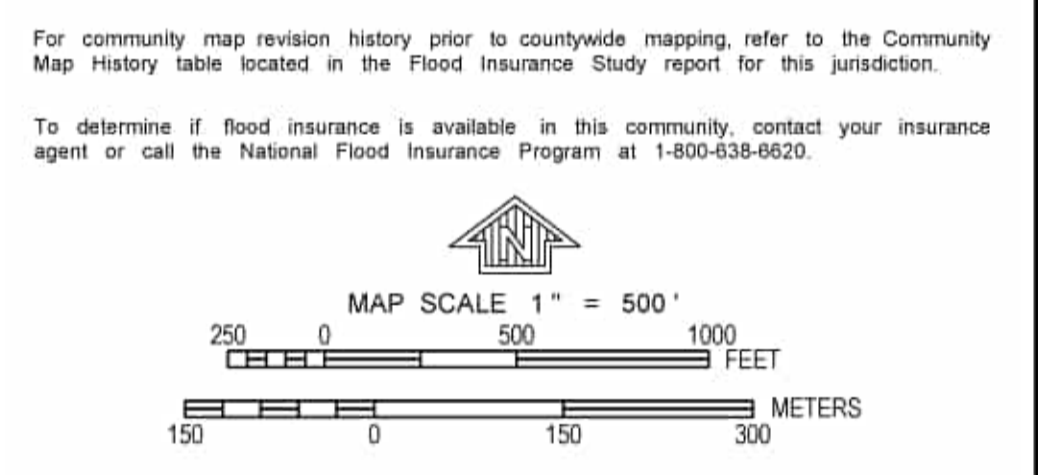 For community map revision history prior to countywide mapping, refer to the Community
Map History table located in the Flood Insurance Study report for this jurisdiction.
To determine if flood insurance is available in this community, contact your insurance
agent or call the National Flood Insurance Program at 1-800-638-6620.
N
MAP SCALE 1" = 500'
250 0 500 1000
FEET
METERS
150 0 150 300